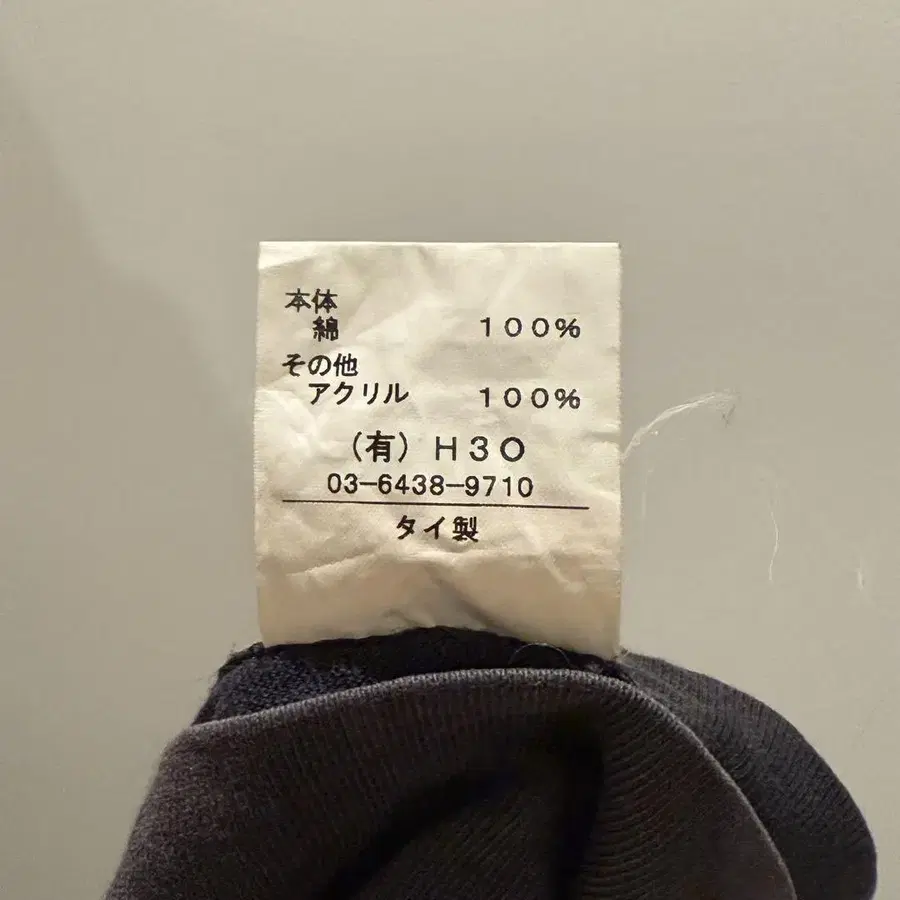 本体
綿 100%
その他
アクリル 100%
(有) H3O
03-6438-9710
タイ製